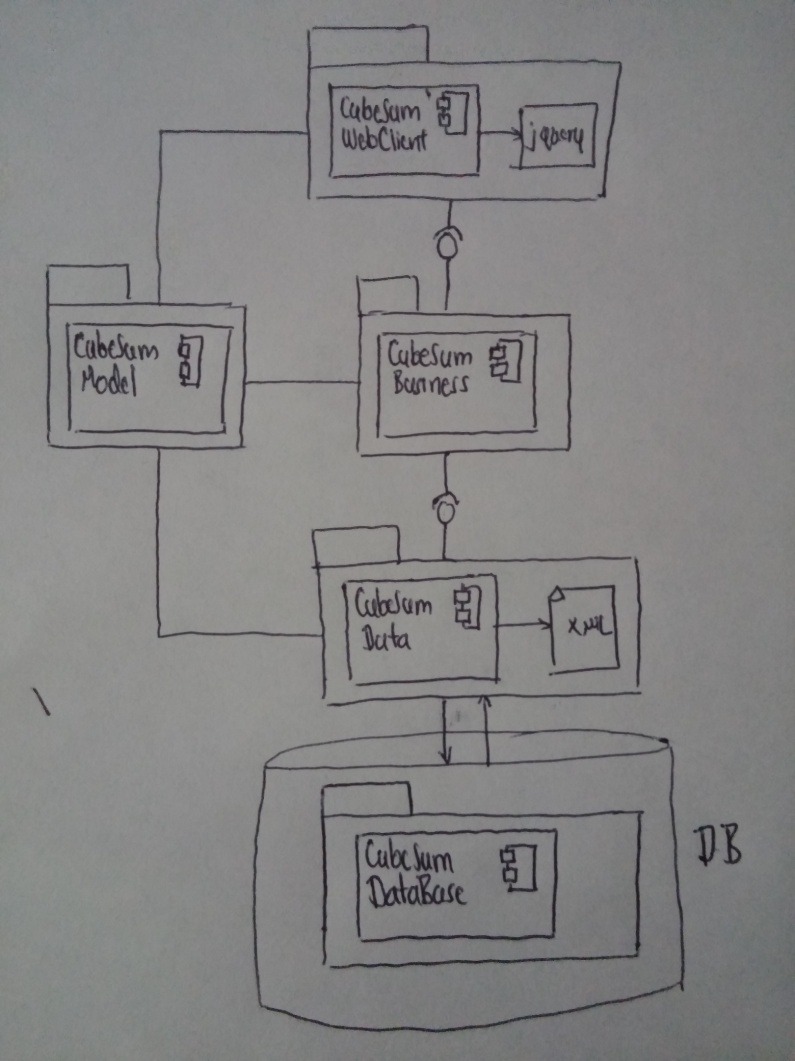 CubeSum
WebClient
jquery
CubeSum
Model
CubeSum
Business
CubeSum
Data
XML
CubeSum
DataBase
DB